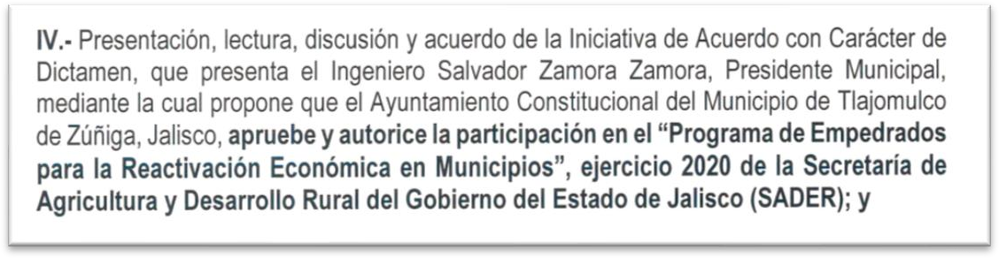 IV.- Presentación, lectura, discusión y acuerdo de la Iniciativa de Acuerdo con Carácter de
Dictamen, que presenta el Ingeniero Salvador Zamora Zamora, Presidente Municipal,
mediante la cual propone que el Ayuntamiento Constitucional del Municipio de Tlajomulco
de Zúñiga, Jalisco, apruebe y autorice la participación en el “Programa de Empedrados
para la Reactivación Económica en Municipios”, ejercicio 2020 de la Secretaría de
Agricultura y Desarrollo Rural del Gobierno del Estado de Jalisco (SADER); y